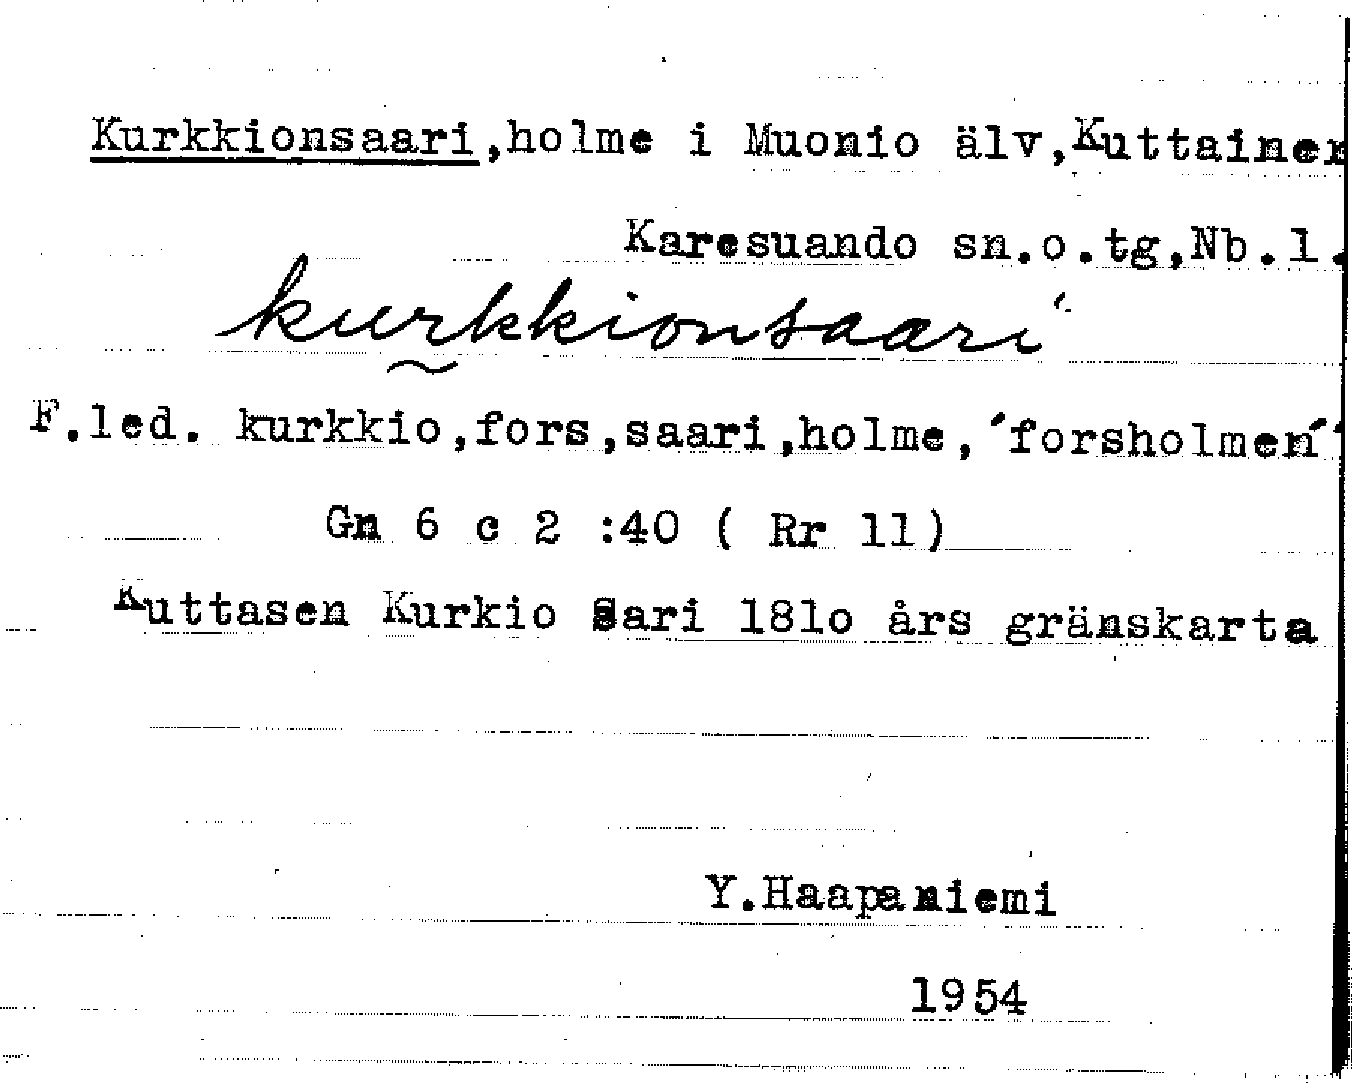 Kurkkionsaari,holme i Muonio älv,Kuttainen
Karesuando sn.o.tg,Nb.l.
kurkkionsaari
F.led. kurkkio,fors,saari,holme,´forsholmen´
Gn 6 c 2 :40 ( Rr 11)
Kuttasen Kurkio Sari 181o års gränskarta
Y.Haapaniemi
1954